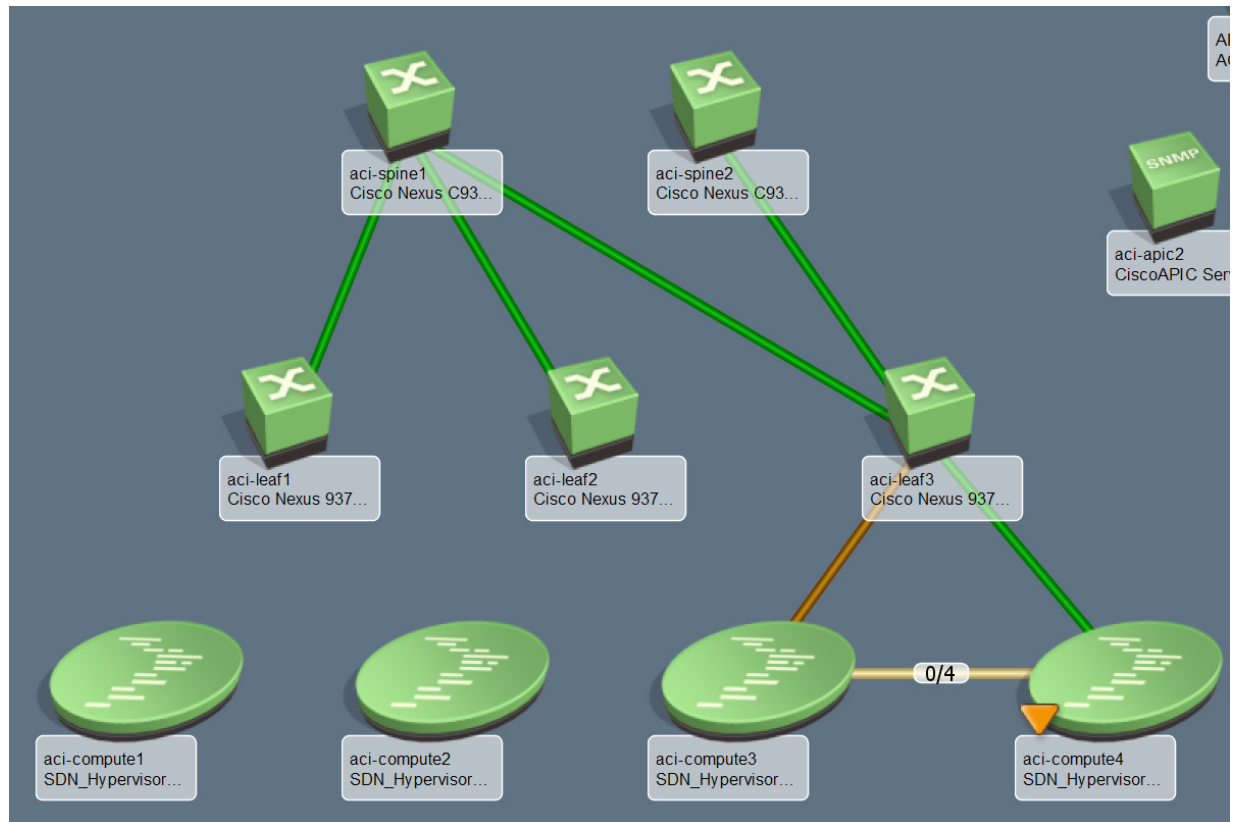 aci-spine1
Cisco Nexus C93...
aci-spine2
Cisco Nexus C93...
SNMP
aci-apic2
CiscoAPIC Ser
aci-leaf1
Cisco Nexus 937...
aci-leaf2
Cisco Nexus 937...
aci-leaf3
Cisco Nexus 937...
0/4
aci-compute1
SDN_Hypervisor...
aci-compute2
SDN_Hypervisor...
aci-compute3
SDN_Hypervisor...
aci-compute4
SDN_Hypervisor...